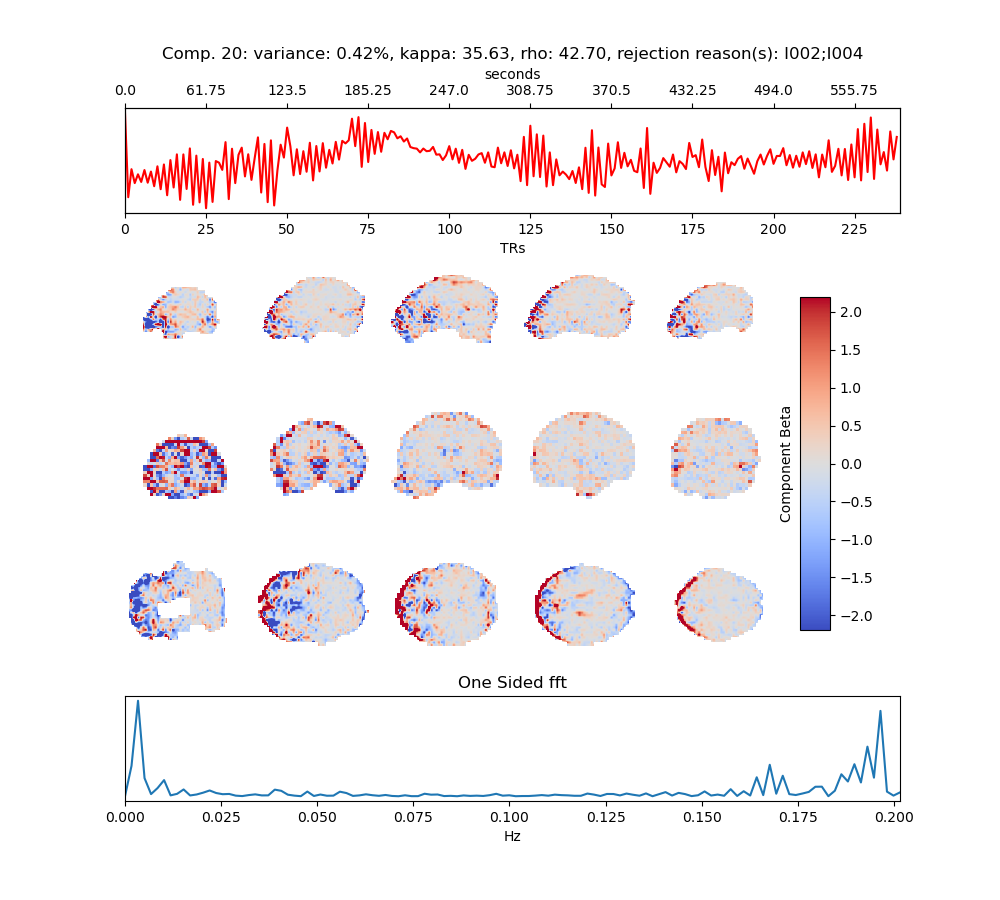 Comp. 20: variance: 0.42%, kappa: 35.63, rho: 42.70, rejection reason(s): I002;I004
seconds
0.0 61.75 123.5 185.25 247.0 308.75 370.5 432.25 494.0 555.75
0 25 50 75 100 125 150 175 200 225
TRs
2.0
1.5
1.0
0.5
0.0
−0.5
−1.0
−1.5
−2.0
Component Beta
One Sided fft
0.000 0.025 0.050 0.075 0.100 0.125 0.150 0.175 0.200
Hz